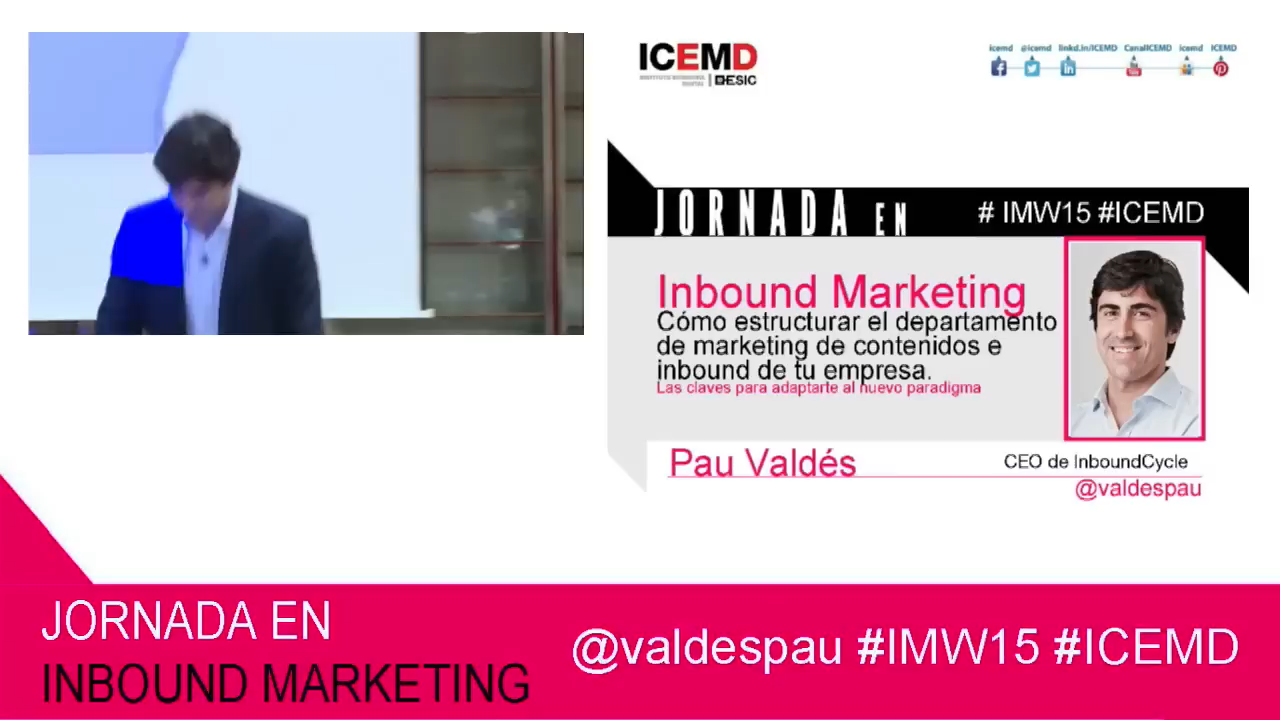 ICEMD
ESIC
icemd @icemd linkd.in/ICEMD CanalICEMD icemd ICEMD
JORNADA EN
# IMW15 #ICEMD
Inbound Marketing
Cómo estructurar el departamento
de marketing de contenidos e
inbound de tu empresa.
Las claves para adaptarte al nuevo paradigma
Pau Valdés
CEO de InboundCycle
@valdespau
JORNADA EN
INBOUND MARKETING
@valdespau #IMW15 #ICEMD